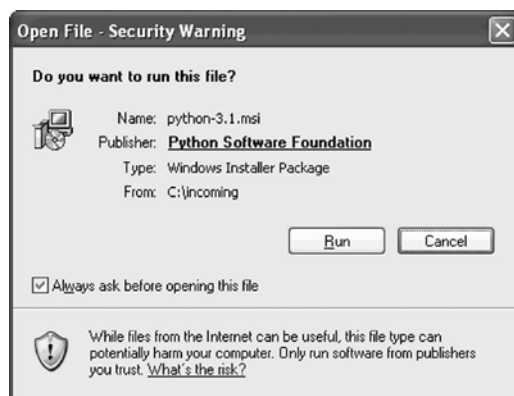 Open File - Security Warning
Do you want to run this file?
Name: python-3.1.msi
Publisher: Python Software Foundation
Type: Windows Installer Package
From: C:\incoming
Run Cancel
Always ask before opening this file
While files from the Internet can be useful, this file type can
potentially harm your computer. Only run software from publishers
you trust. What's the risk?